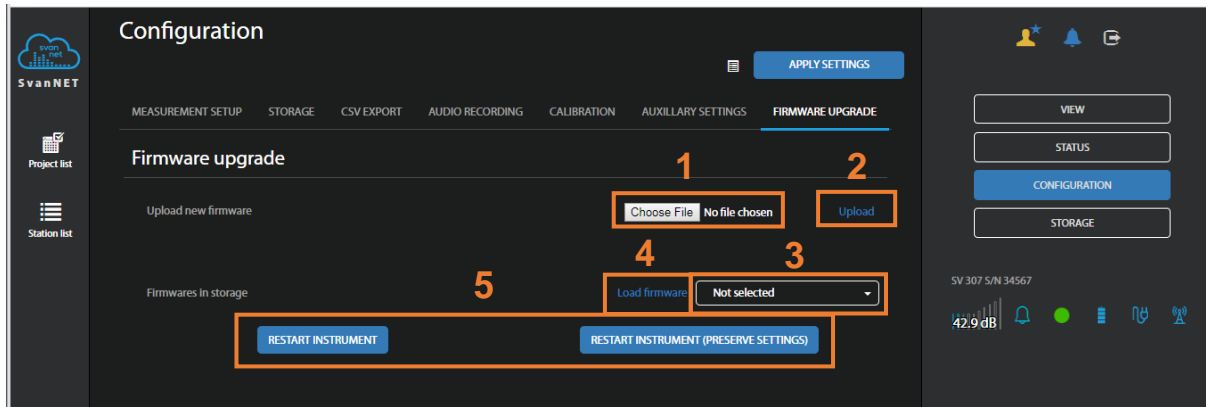 svan
net
SvanNET
Project list
Station list
Configuration
APPLY SETTINGS
MEASUREMENT SETUP STORAGE CSV EXPORT AUDIO RECORDING CALIBRATION AUXILLARY SETTINGS FIRMWARE UPGRADE
Firmware upgrade
1 2
Upload new firmware Choose File No file chosen Upload
5 4 3
Firmwares in storage Load firmware Not selected
RESTART INSTRUMENT RESTART INSTRUMENT (PRESERVE SETTINGS)
VIEW
STATUS
CONFIGURATION
STORAGE
SV 307 S/N 34567
42.9 dB